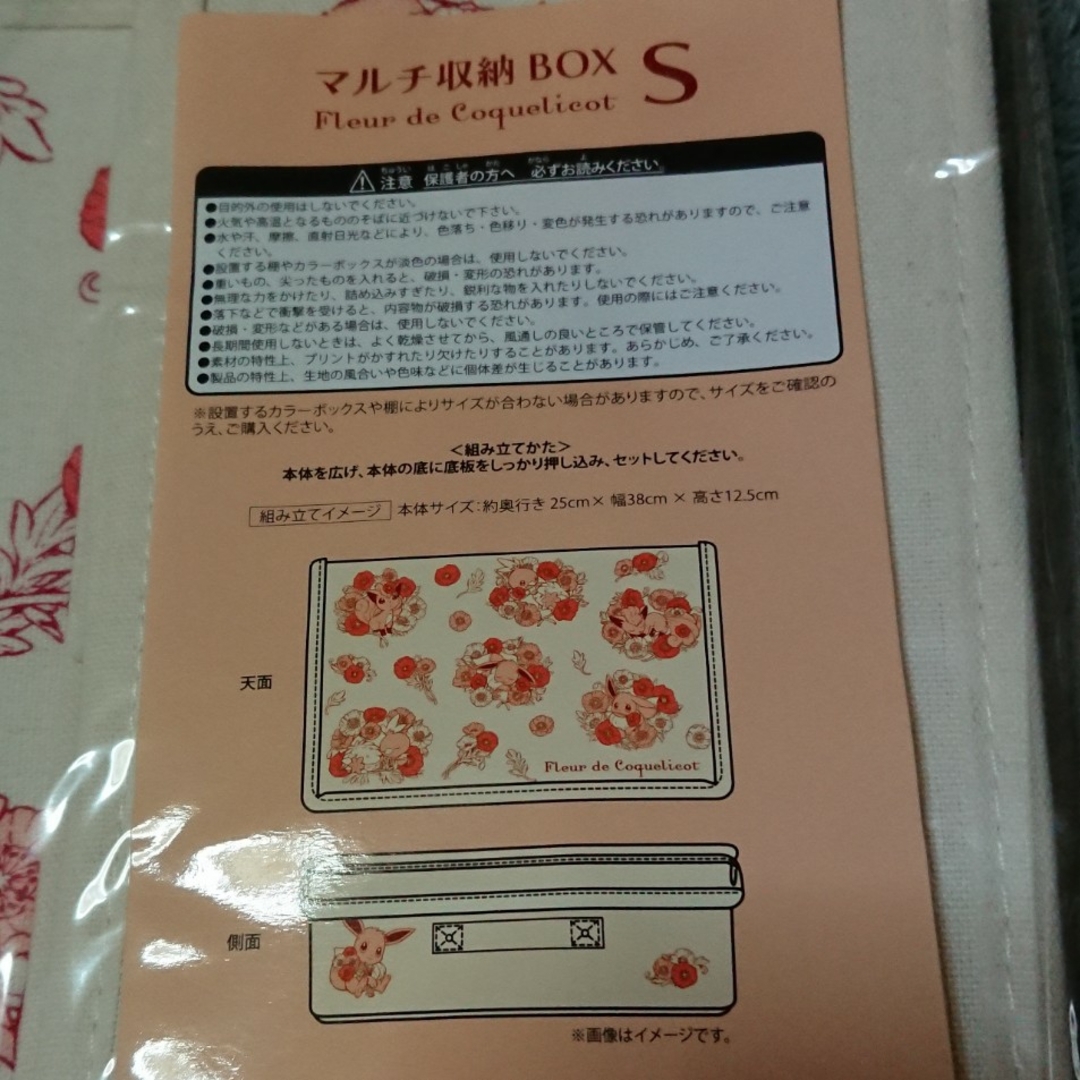 マルチ収納 BOX S
Fleur de Coquelicot
注意 保護者の方へ 必ずお読みください。
●目的外の使用はしないでください。
●火気や高温となるもののそばに近づけないで下さい。
●水や汗、摩擦、直射日光などにより、色落ち・色移り・変色が発生する恐れがありますので、ご注意
ください。
●設置する棚やカラーボックスが淡色の場合は、使用しないでください。
●重いもの、尖ったものを入れると、破損・変形の恐れがあります。
●無理な力をかけたり、詰め込みすぎたり、鋭利な物を入れたりしないでください。
●落下などで衝撃を受けると、内容物が破損する恐れがあります。使用の際にはご注意ください。
●破損・変形などがある場合は、使用しないでください。
●長期間使用しないときは、よく乾燥させてから、風通しの良いところで保管してください。
●素材の特性上、プリントがかすれたり欠けたりすることがあります。あらかじめ、ご了承ください。
●製品の特性上、生地の風合いや色味などに個体差が生じることがあります。
※設置するカラーボックスや棚によりサイズが合わない場合がありますので、サイズをご確認の
うえ、ご購入ください。
＜組み立てかた＞
本体を広げ、本体の底に底板をしっかり押し込み、セットしてください。
組み立てイメージ 本体サイズ：約奥行き 25cm× 幅38cm × 高さ12.5cm
天面
Fleur de Coquelicot
側面
※画像はイメージです。